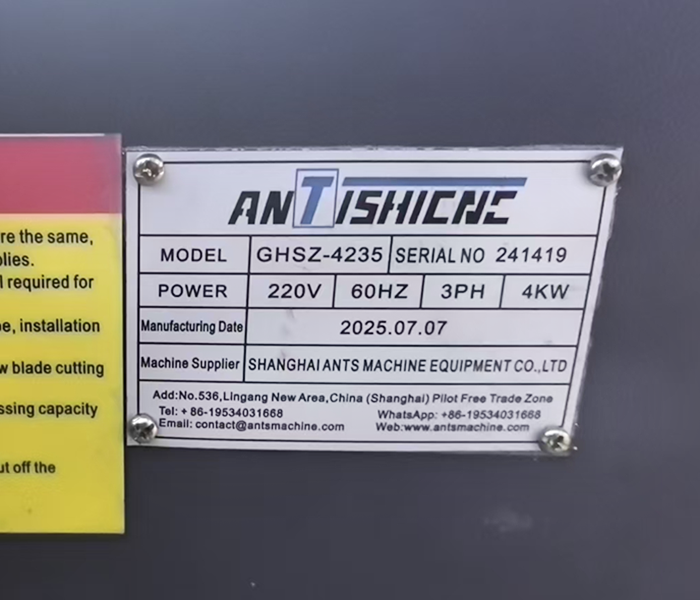 re the same,
plies.
l required for
pe, installation
w blade cutting
ssing capacity
ut off the
ANTISHICNC
MODEL GHSZ-4235 SERIAL NO 241419
POWER 220V 60HZ 3PH 4KW
Manufacturing Date 2025.07.07
Machine Supplier SHANGHAI ANTS MACHINE EQUIPMENT CO.,LTD
Add:No.536,Lingang New Area,China (Shanghai) Pilot Free Trade Zone
Tel: + 86-19534031668 WhatsApp: +86-19534031668
Email: contact@antsmachine.com Web:www.antsmachine.com